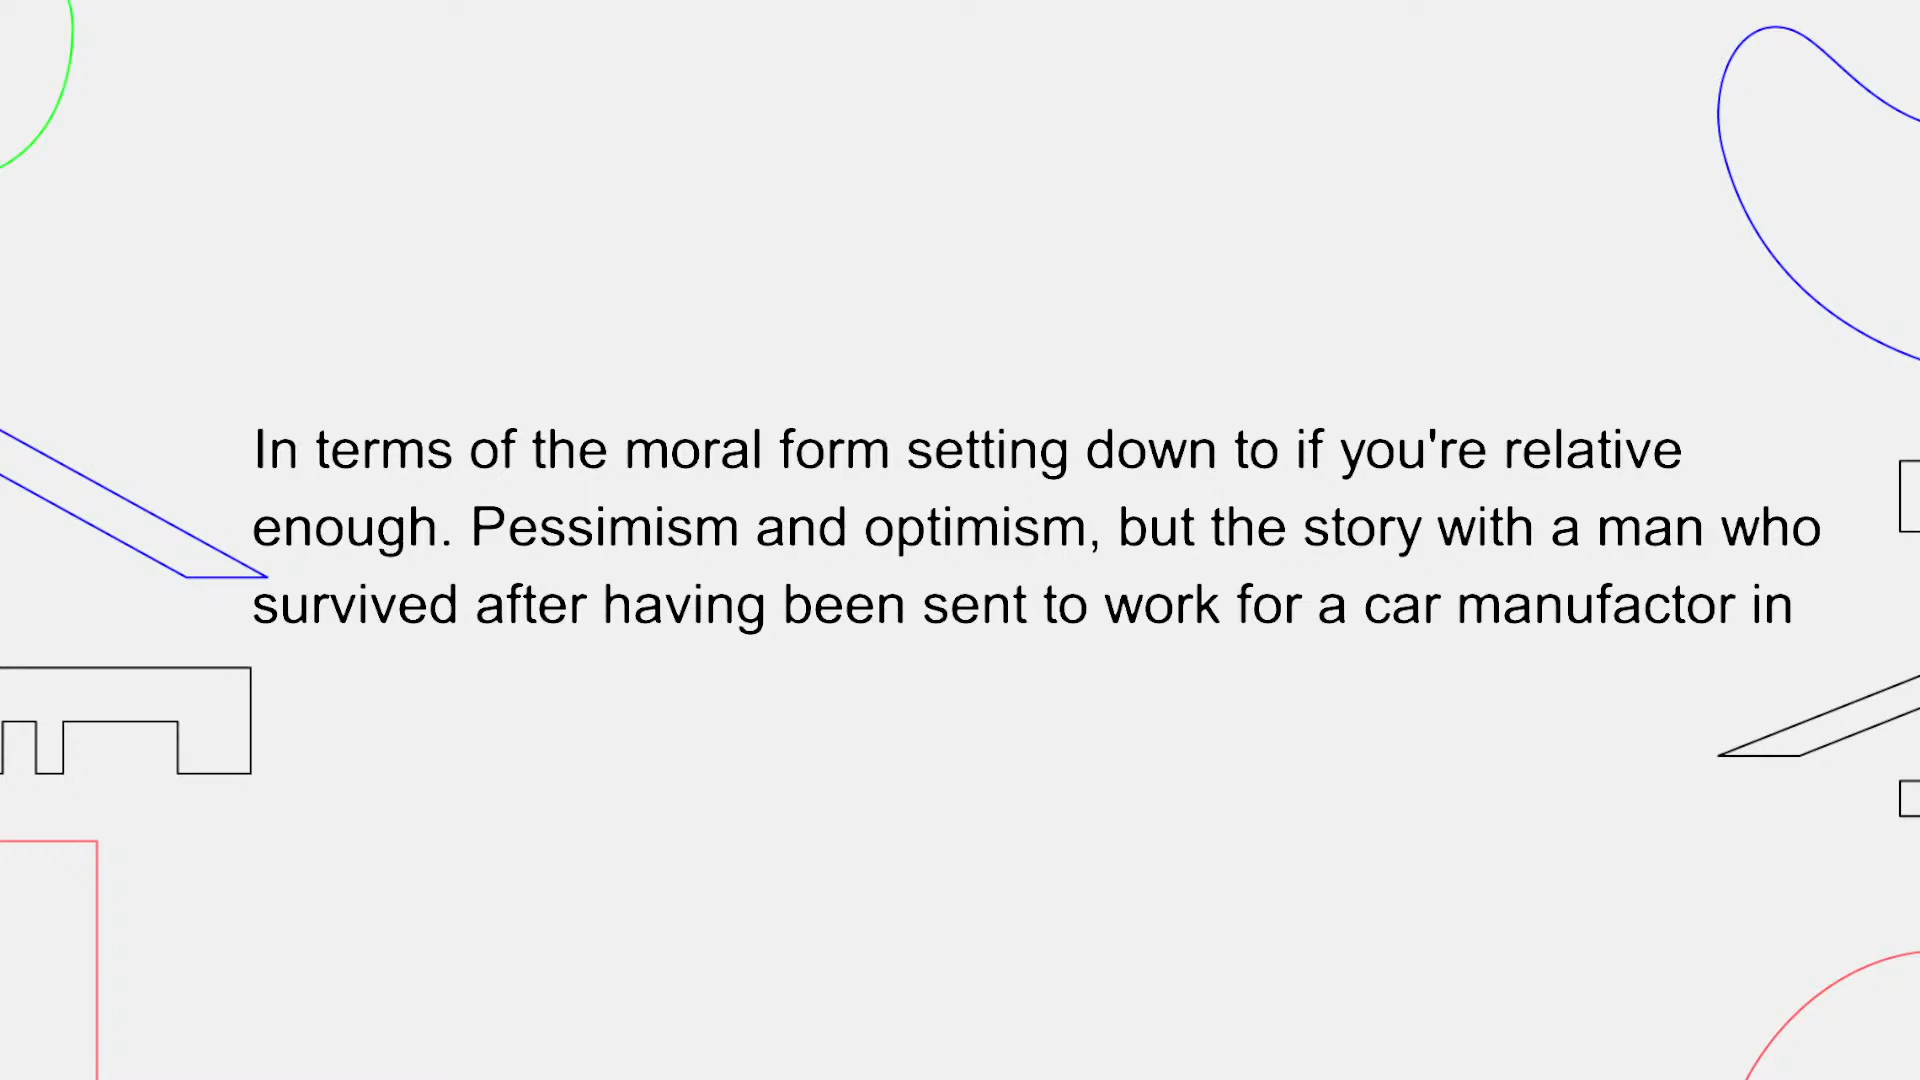 In terms of the moral form setting down to if you're relative
enough. Pessimism and optimism, but the story with a man who
survived after having been sent to work for a car manufactor in